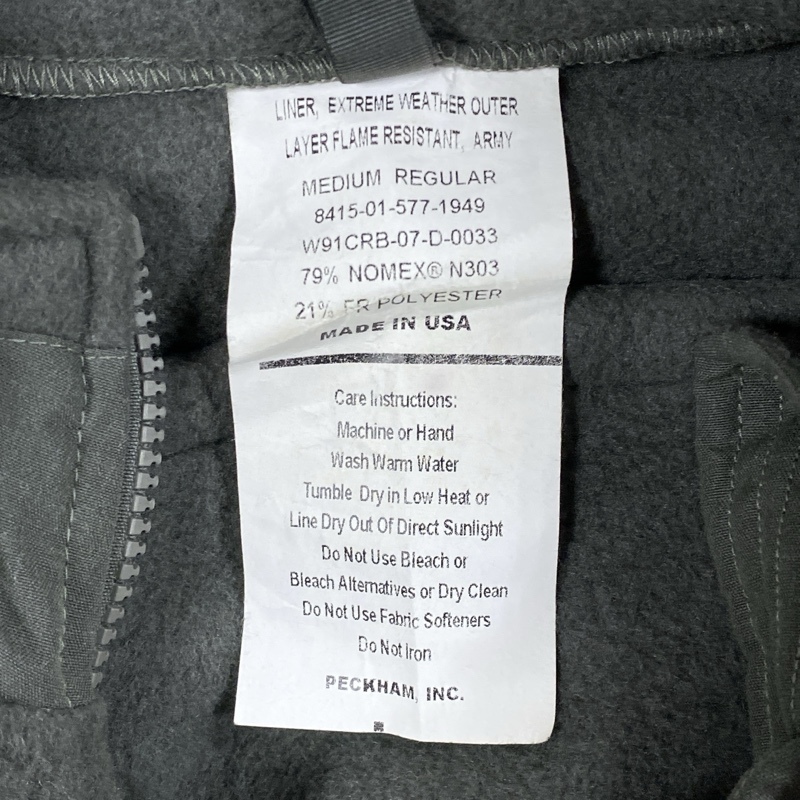 LINER, EXTREME WEATHER OUTER
LAYER FLAME RESISTANT, ARMY
MEDIUM REGULAR
8415-01-577-1949
W91CRB-07-D-0033
79% NOMEX® N303
21% FR POLYESTER
MADE IN USA
Care Instructions:
Machine or Hand
Wash Warm Water
Tumble Dry in Low Heat or
Line Dry Out Of Direct Sunlight
Do Not Use Bleach or
Bleach Alternatives or Dry Clean
Do Not Use Fabric Softeners
Do Not Iron
PECKHAM, INC.